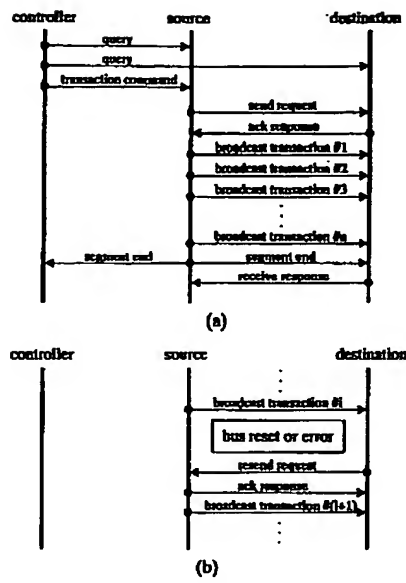 controller source destination
query
query
transaction command
send request
ack response
broadcast transaction #1
broadcast transaction #2
broadcast transaction #3
broadcast transaction #n
segment end segment end
receive response
(a)
controller source destination
broadcast transaction #i
bus reset or error
resend request
ack response
broadcast transaction #(i+1)
(b)